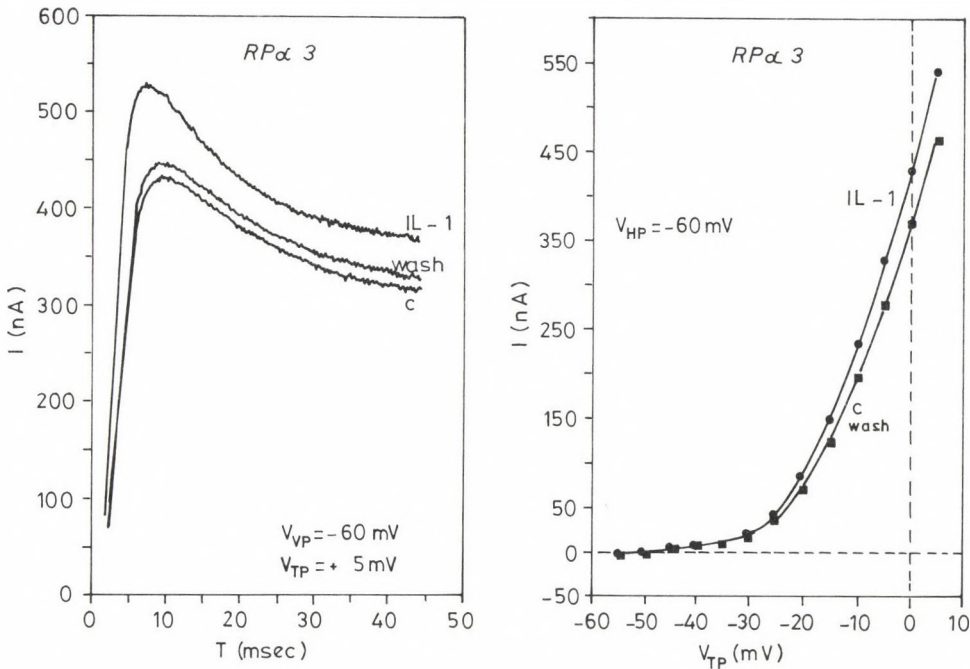 RPα 3
I (nA)
600
500
400
300
200
100
0
IL-1
wash
c
V_VP = -60 mV
V_TP = + 5 mV
0
10
20
30
40
50
T (msec)
RPα 3
I (nA)
550
450
350
250
150
50
0
-50
IL-1
V_HP = -60 mV
c
wash
-60
-50
-40
-30
-20
-10
0
10
V_TP (mV)